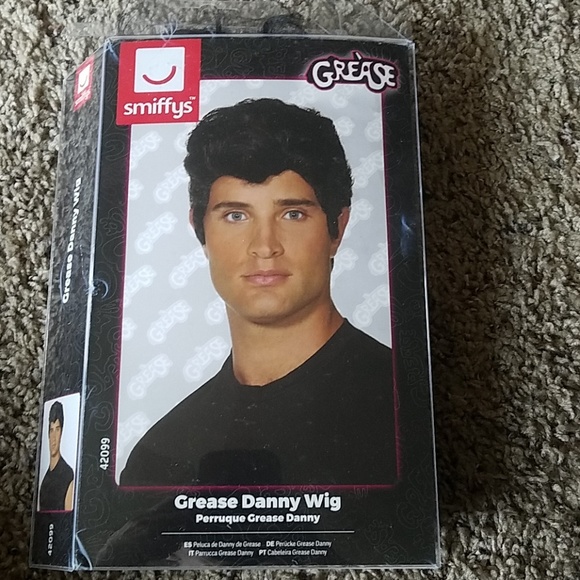 smiffys™
GREASE
Grease Danny Wig
42099
42099
Grease Danny Wig
Perruque Grease Danny
ES Peluca de Danny de Grease DE Perücke Grease Danny
IT Parrucca Grease Danny PT Cabeleira Grease Danny